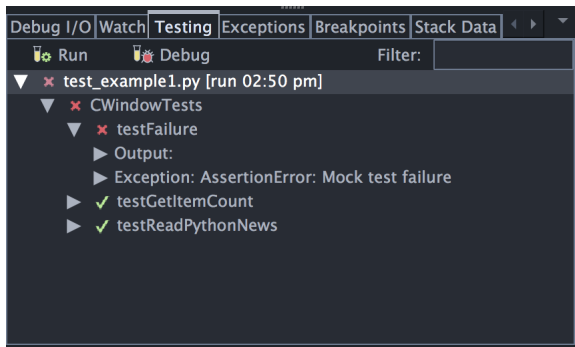 Debug I/O Watch Testing Exceptions Breakpoints Stack Data
Run Debug Filter:
test_example1.py [run 02:50 pm]
CWindowTests
testFailure
Output:
Exception: AssertionError: Mock test failure
testGetItemCount
testReadPythonNews